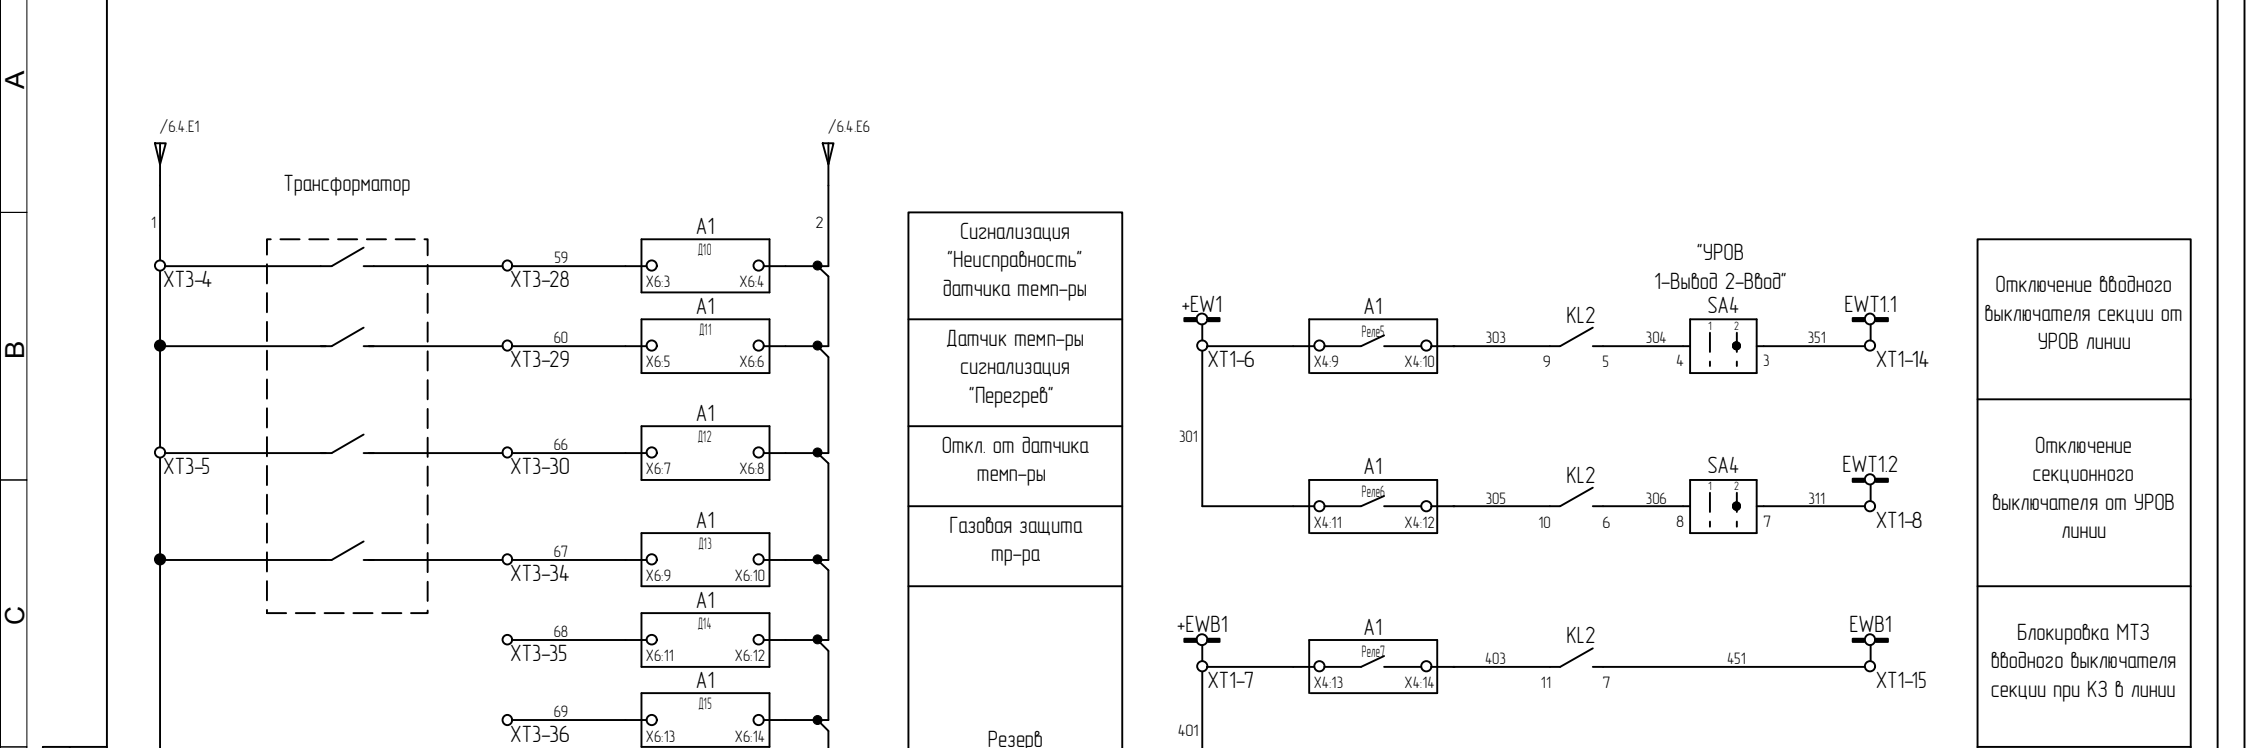 A
B
C
/6.4.E1
/6.4.E6
Трансформатор
1
2
XT3-4
59
XT3-28
A1
Д10
X6:3
X6:4
60
XT3-29
A1
Д11
X6:5
X6:6
XT3-5
66
XT3-30
A1
Д12
X6:7
X6:8
67
XT3-34
A1
Д13
X6:9
X6:10
68
XT3-35
A1
Д14
X6:11
X6:12
69
XT3-36
A1
Д15
X6:13
X6:14
Сигнализация
"Неисправность"
датчика темп-ры
Датчик темп-ры
сигнализация
"Перегрев"
Откл. от датчика
темп-ры
Газовая защита
тр-ра
Резерв
+EW1
XT1-6
A1
Реле5
X4:9
X4:10
303
KL2
9
5
304
"УРОВ
1-Вывод 2-Ввод"
SA4
1
2
4
3
351
EWT1.1
XT1-14
301
A1
Реле6
X4:11
X4:12
305
KL2
10
6
306
SA4
1
2
8
7
311
EWT1.2
XT1-8
+EWB1
XT1-7
A1
Реле7
X4:13
X4:14
403
KL2
11
7
451
EWB1
XT1-15
401
Отключение вводного
выключателя секции от
УРОВ линии
Отключение
секционного
выключателя от УРОВ
линии
Блокировка МТЗ
вводного выключателя
секции при КЗ в линии